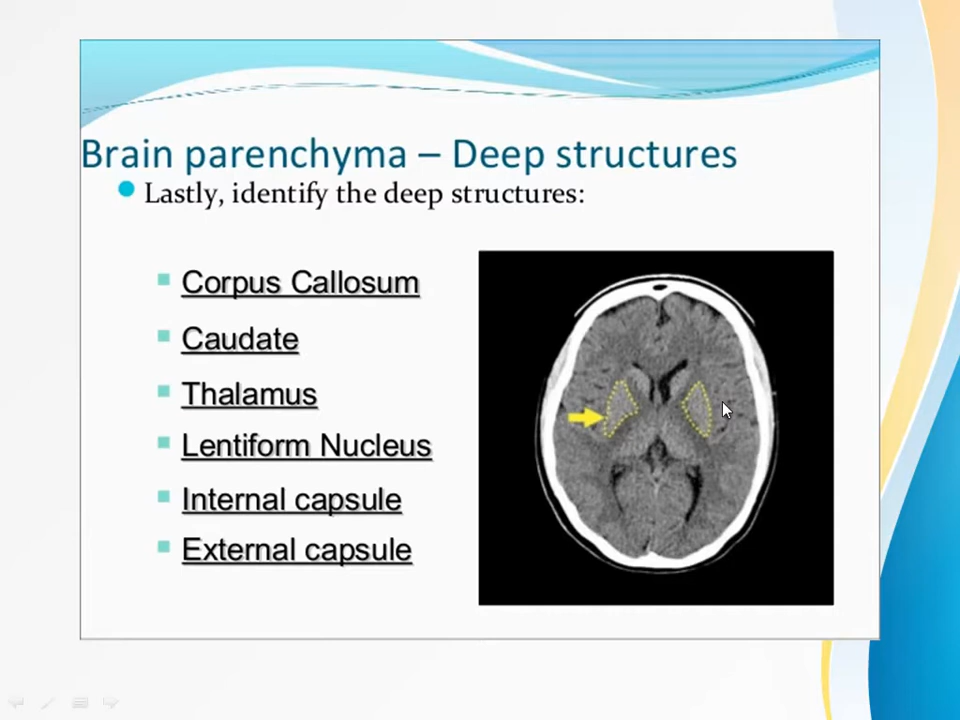 Brain parenchyma – Deep structures
Lastly, identify the deep structures:
Corpus Callosum
Caudate
Thalamus
Lentiform Nucleus
Internal capsule
External capsule